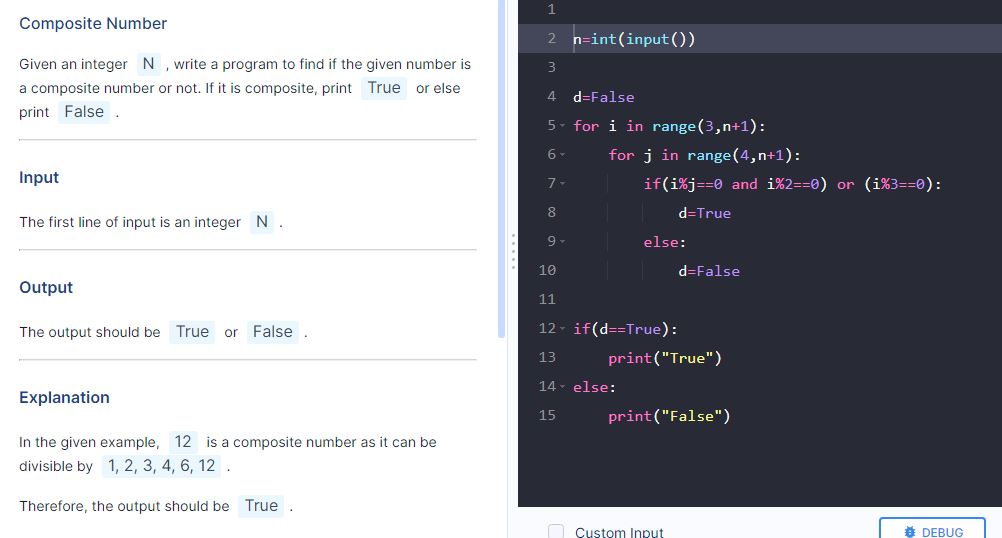 Composite Number
Given an integer N , write a program to find if the given number is
a composite number or not. If it is composite, print True or else
print False .
Input
The first line of input is an integer N .
Output
The output should be True or False .
Explanation
In the given example, 12 is a composite number as it can be
divisible by 1, 2, 3, 4, 6, 12 .
Therefore, the output should be True .
1
2 n=int(input())
3
4 d=False
5 for i in range(3,n+1):
6     for j in range(4,n+1):
7         if(i%j==0 and i%2==0) or (i%3==0):
8             d=True
9         else:
10             d=False
11
12 if(d==True):
13     print("True")
14 else:
15     print("False")
Custom Input
DEBUG